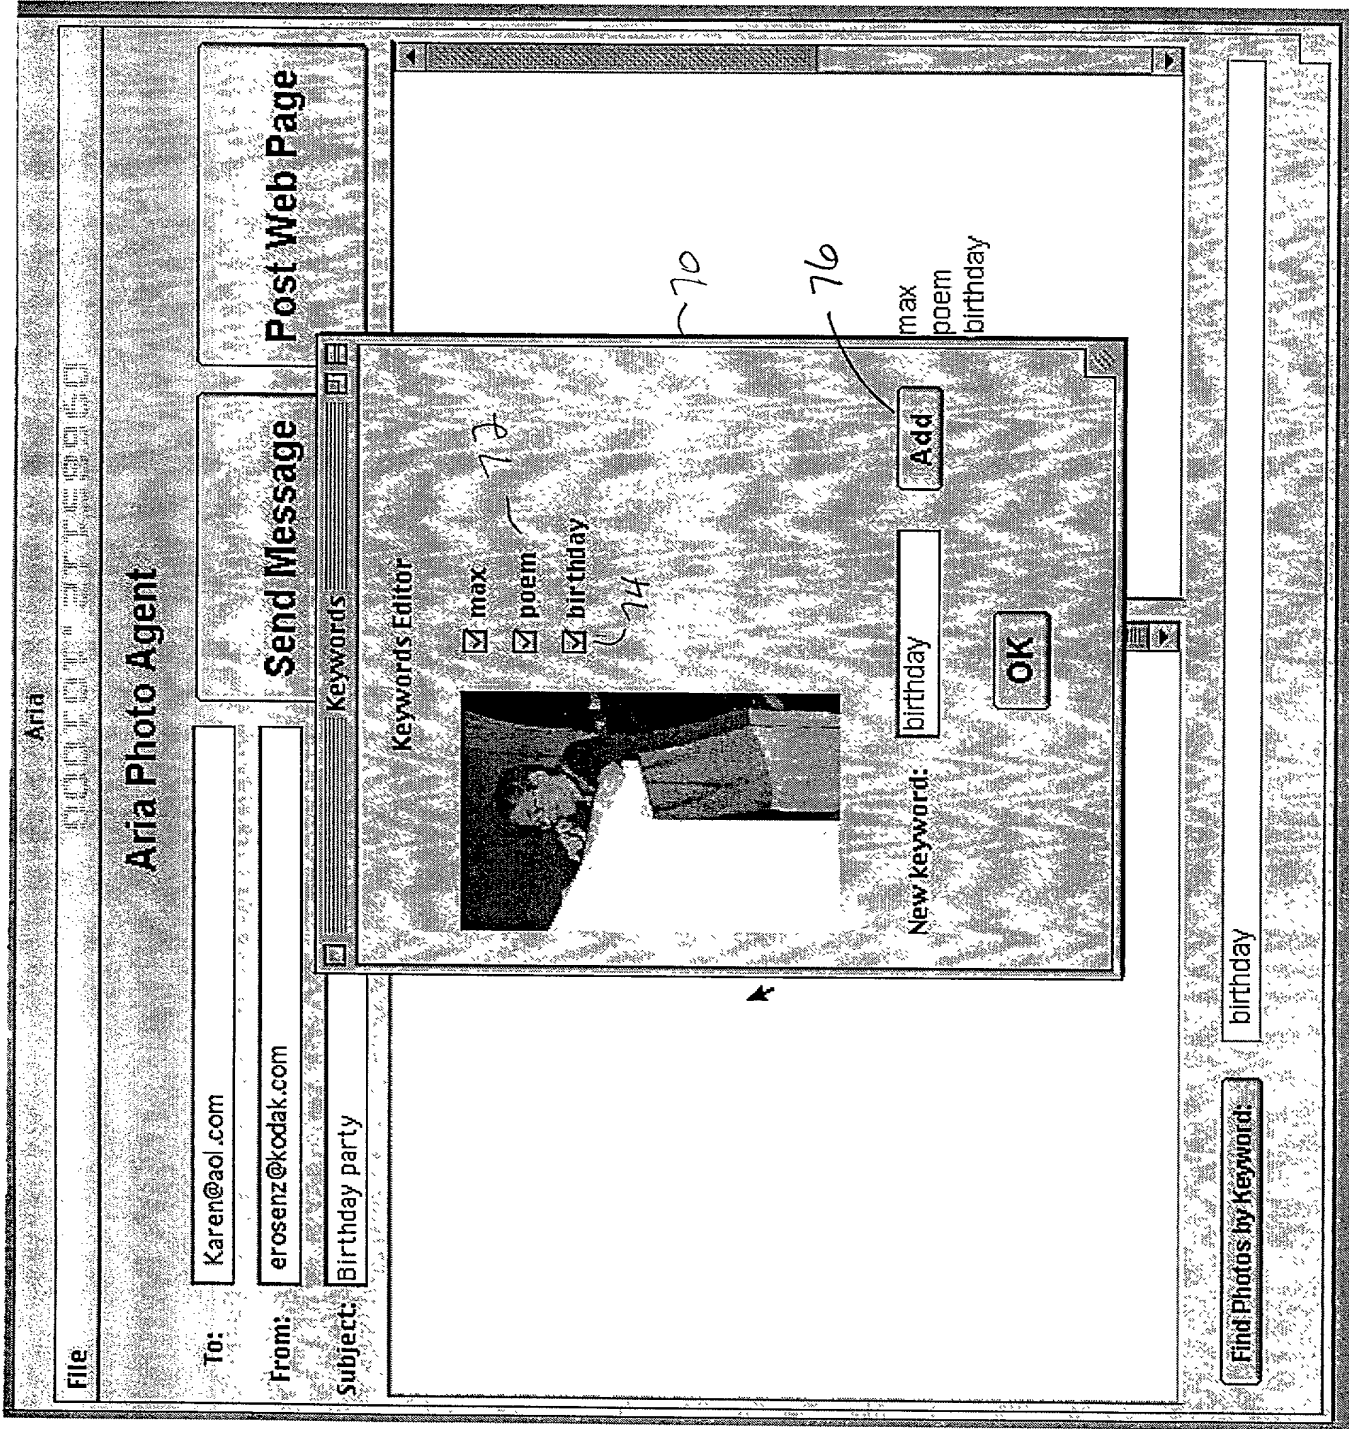 Aria
File
Aria Photo Agent
To: Karen@aol.com
From: erosenz@kodak.com
Subject: Birthday party
Send Message
Post Web Page
Keywords
Keywords Editor
max
poem
birthday
72
74
70
New keyword: birthday
Add
76
OK
max
poem
birthday
Find Photos by Keyword: birthday